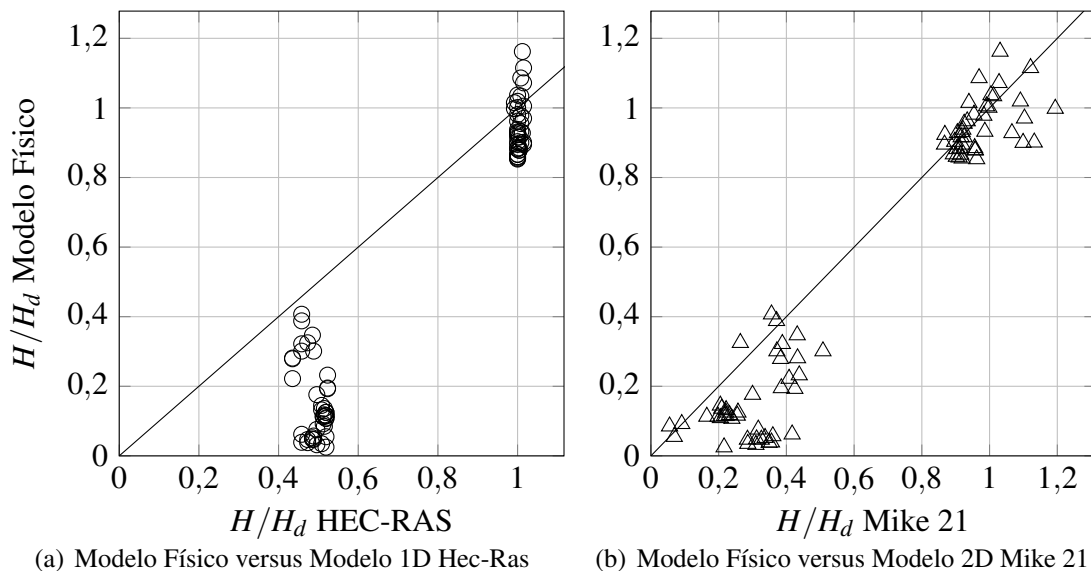 1,2
1
0,8
0,6
0,4
0,2
0
H/H_d Modelo Físico
0 0,2 0,4 0,6 0,8 1
H/H_d HEC-RAS
(a) Modelo Físico versus Modelo 1D Hec-Ras
1,2
1
0,8
0,6
0,4
0,2
0
0 0,2 0,4 0,6 0,8 1 1,2
H/H_d Mike 21
(b) Modelo Físico versus Modelo 2D Mike 21